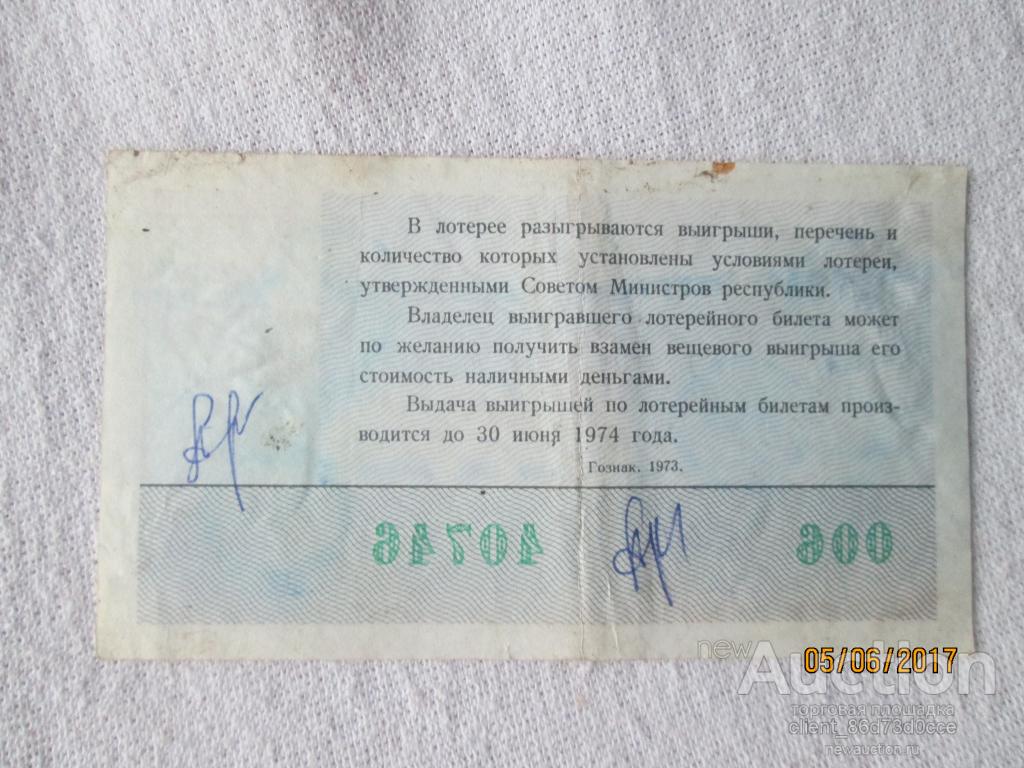 В лотерее разыгрываются выигрыши, перечень и
количество которых установлены условиями лотереи,
утвержденными Советом Министров республики.
Владелец выигравшего лотерейного билета может
по желанию получить взамен вещевого выигрыша его
стоимость наличными деньгами.
Выдача выигрышей по лотерейным билетам произ-
водится до 30 июня 1974 года.
Гознак. 1973.
40746 006
newAuction
05/06/2017
торговая площадка
client_86d73d0cce
newauction.ru